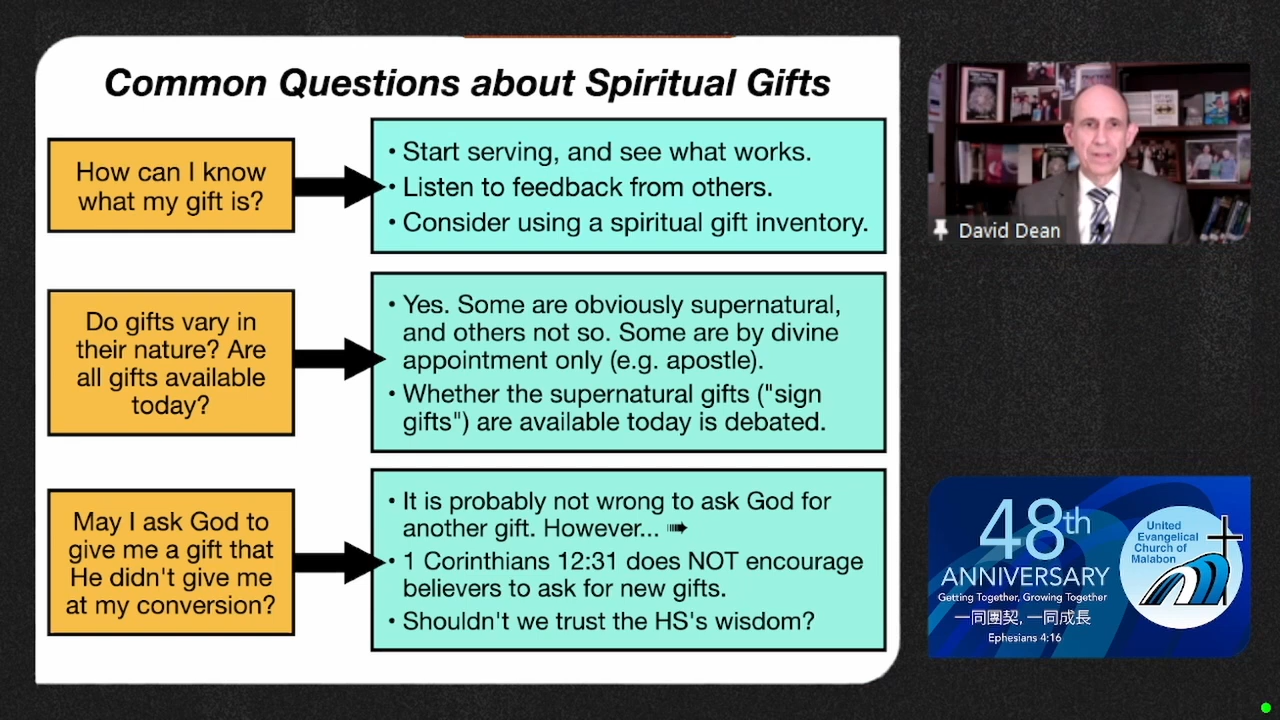 Common Questions about Spiritual Gifts
How can I know
what my gift is?
• Start serving, and see what works.
• Listen to feedback from others.
• Consider using a spiritual gift inventory.
Do gifts vary in
their nature? Are
all gifts available
today?
• Yes. Some are obviously supernatural,
and others not so. Some are by divine
appointment only (e.g. apostle).
• Whether the supernatural gifts ("sign
gifts") are available today is debated.
May I ask God to
give me a gift that
He didn't give me
at my conversion?
• It is probably not wrong to ask God for
another gift. However... ➠
• 1 Corinthians 12:31 does NOT encourage
believers to ask for new gifts.
• Shouldn't we trust the HS's wisdom?
David Dean
48th
ANNIVERSARY
Getting Together, Growing Together
一同團契, 一同成長
Ephesians 4:16
United
Evangelical
Church of
Malabon